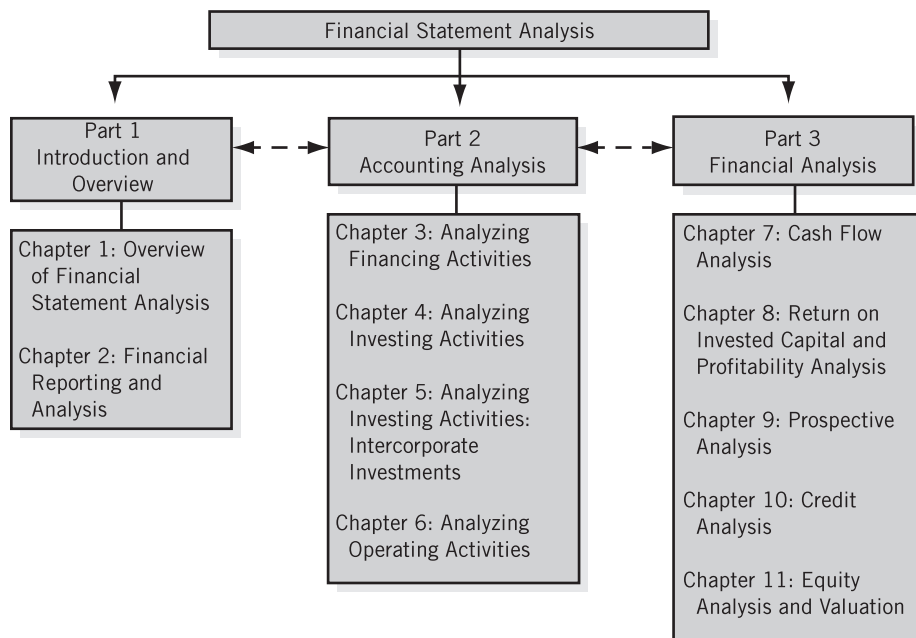 Financial Statement Analysis
Part 1
Introduction and
Overview
Chapter 1: Overview
of Financial
Statement Analysis
Chapter 2: Financial
Reporting and
Analysis
Part 2
Accounting Analysis
Chapter 3: Analyzing
Financing Activities
Chapter 4: Analyzing
Investing Activities
Chapter 5: Analyzing
Investing Activities:
Intercorporate
Investments
Chapter 6: Analyzing
Operating Activities
Part 3
Financial Analysis
Chapter 7: Cash Flow
Analysis
Chapter 8: Return on
Invested Capital and
Profitability Analysis
Chapter 9: Prospective
Analysis
Chapter 10: Credit
Analysis
Chapter 11: Equity
Analysis and Valuation